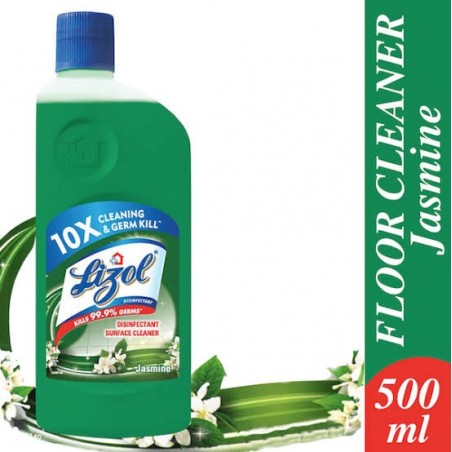 10X CLEANING
& GERM KILL^
Lizol
DISINFECTANT
KILLS 99.9% GERMS*
DISINFECTANT
SURFACE CLEANER
Jasmine
FLOOR CLEANER
Jasmine
500
ml